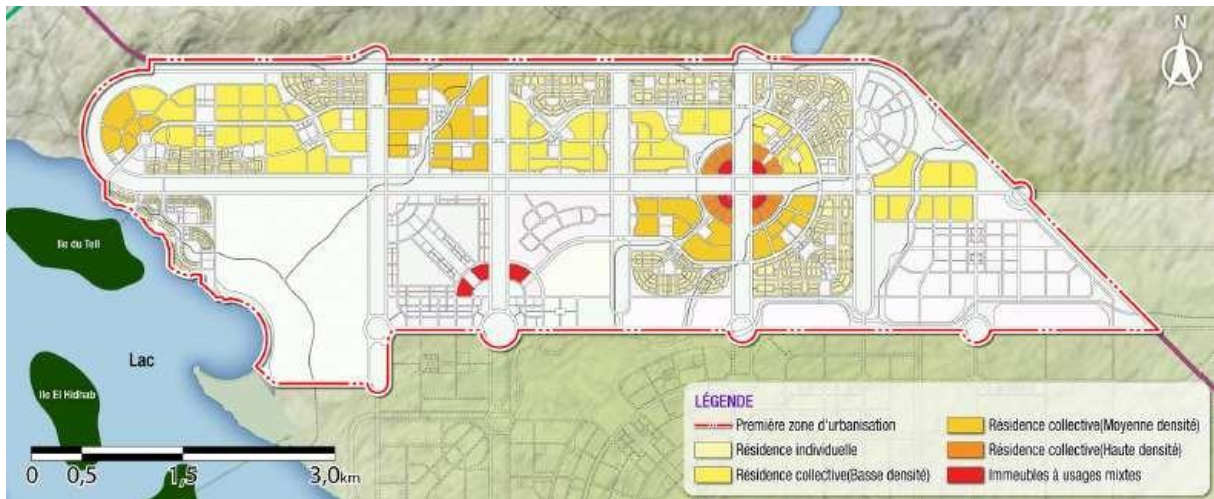 N
Ile du Tell
Lac
Ile El Hidhab
0 0,5 1,5 3,0km
LÉGENDE
Première zone d'urbanisation
Résidence individuelle
Résidence collective(Basse densité)
Résidence collective(Moyenne densité)
Résidence collective(Haute densité)
Immeubles à usages mixtes